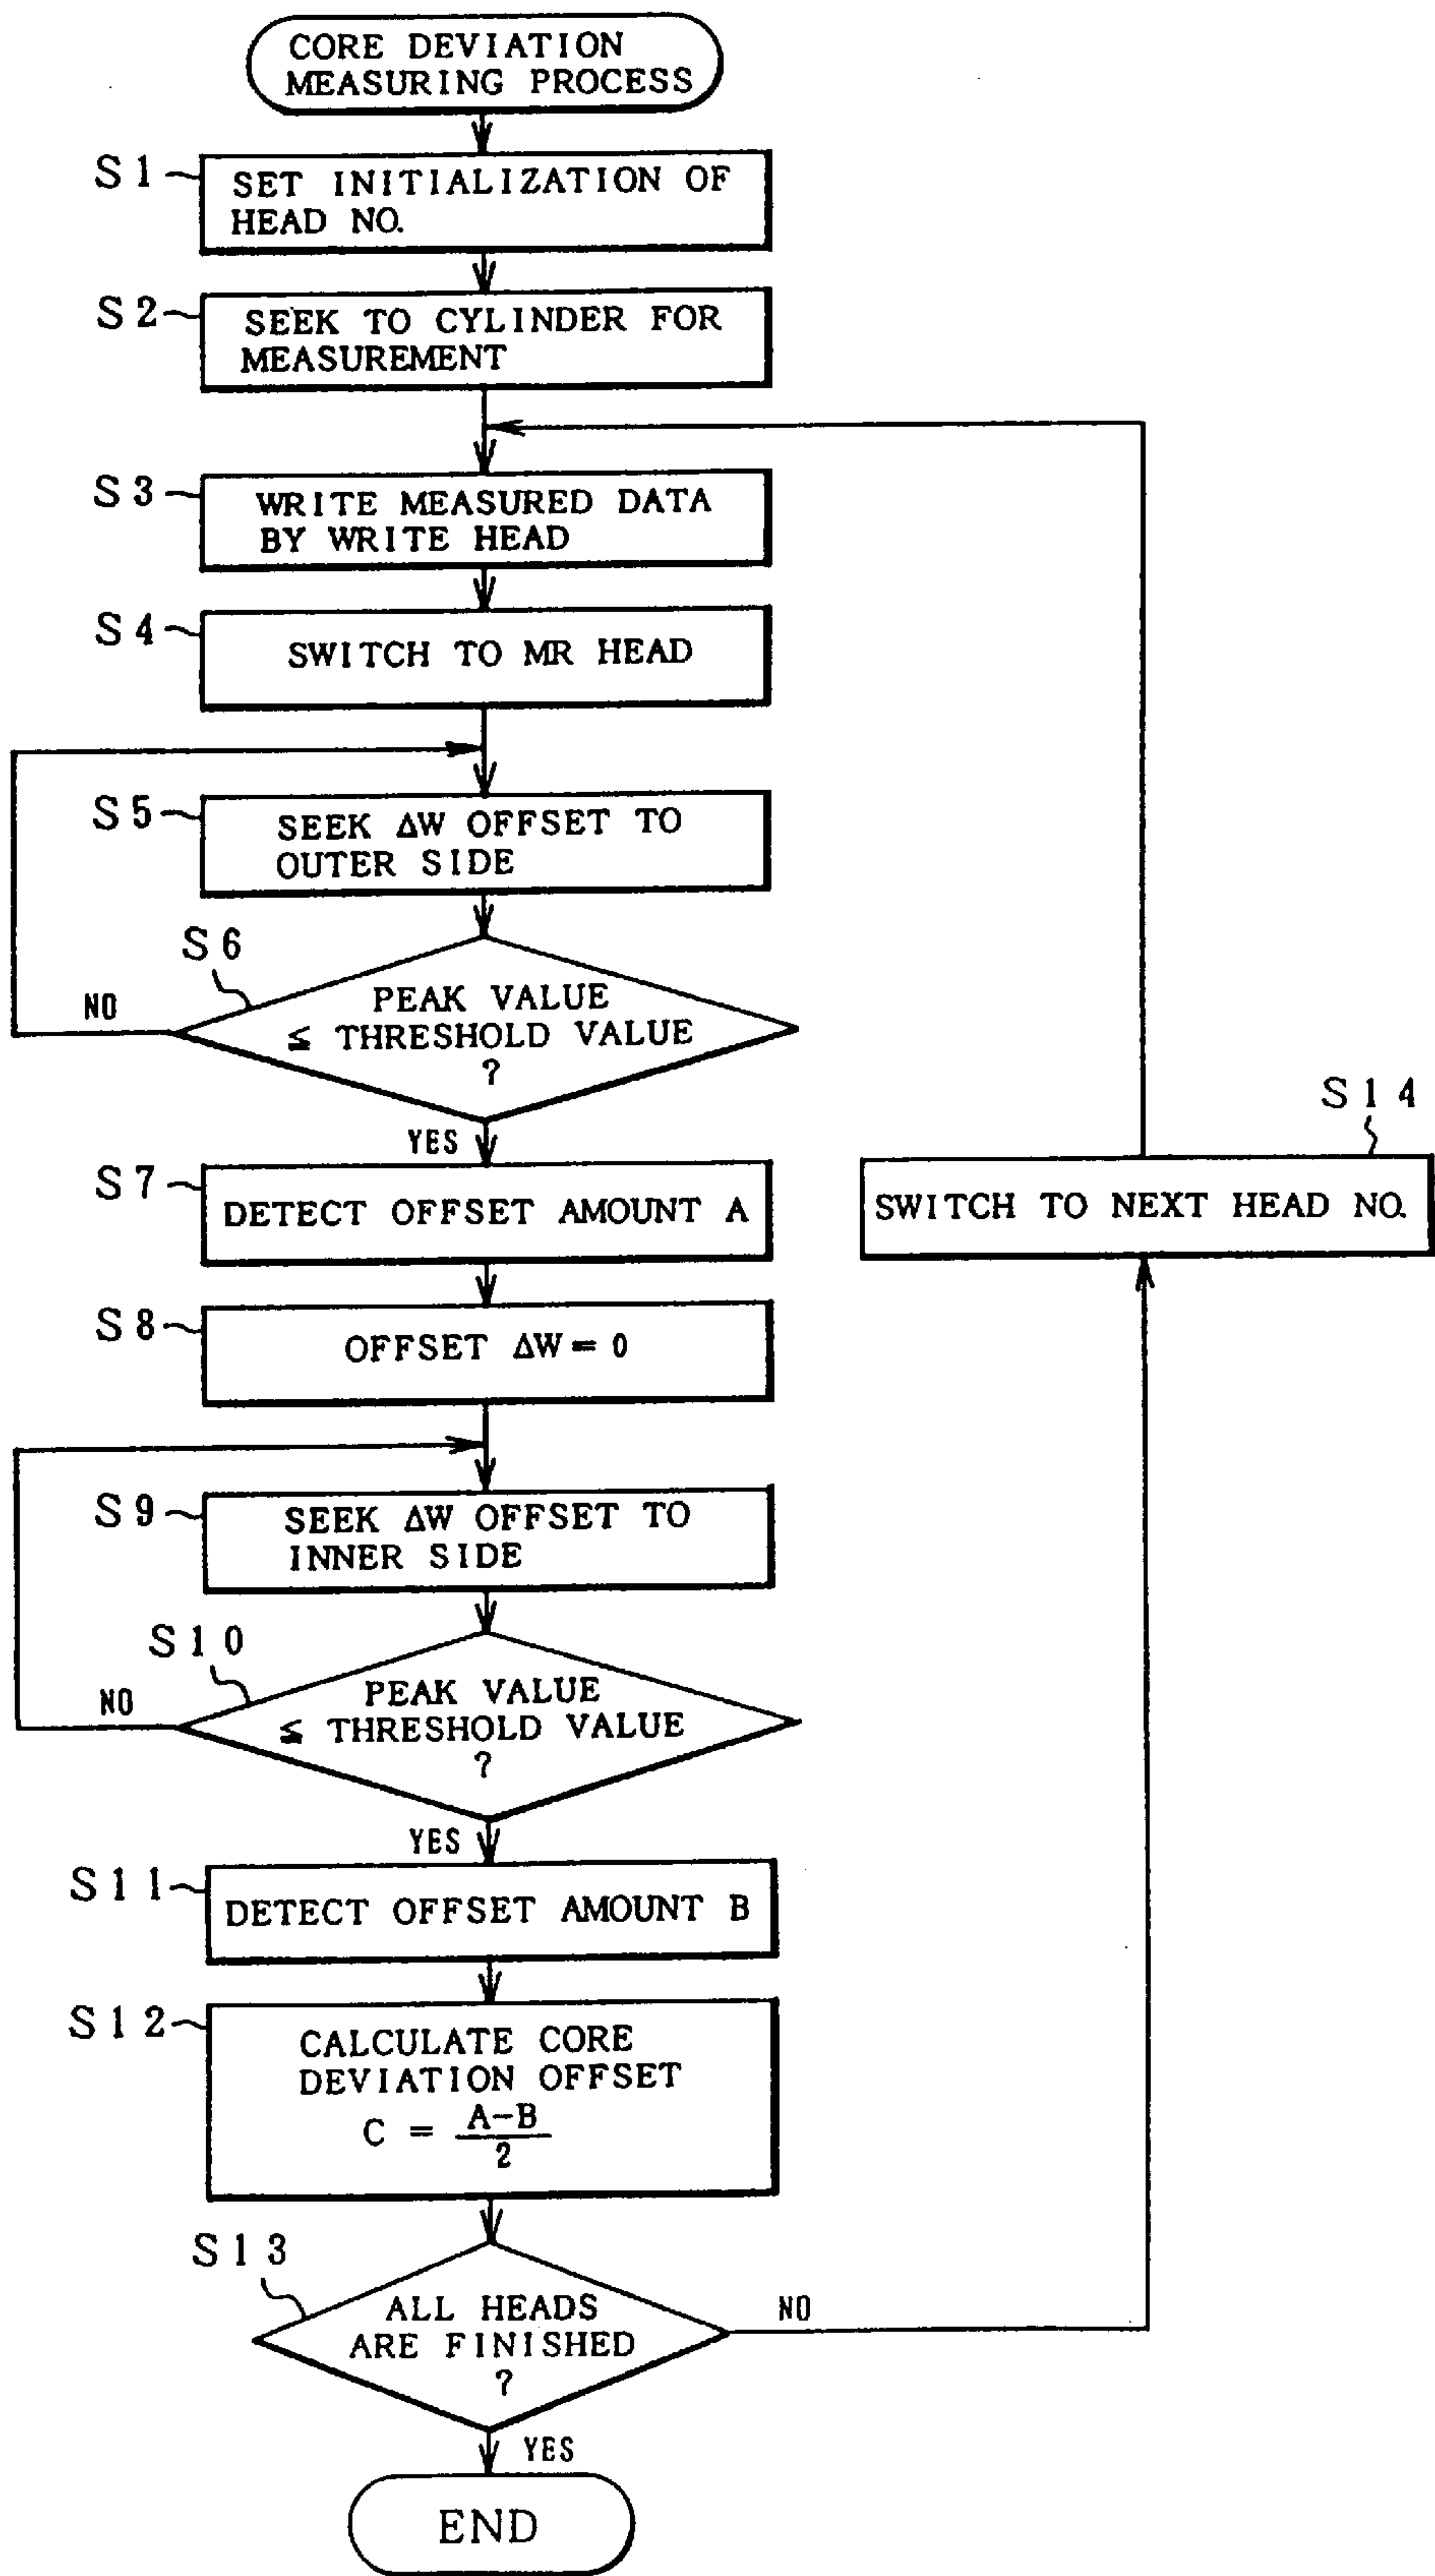 CORE DEVIATION
MEASURING PROCESS
S1
SET INITIALIZATION OF
HEAD NO.
S2
SEEK TO CYLINDER FOR
MEASUREMENT
S3
WRITE MEASURED DATA
BY WRITE HEAD
S4
SWITCH TO MR HEAD
S5
SEEK ΔW OFFSET TO
OUTER SIDE
S6
PEAK VALUE
≦ THRESHOLD VALUE
?
NO
YES
S7
DETECT OFFSET AMOUNT A
S8
OFFSET ΔW = 0
S9
SEEK ΔW OFFSET TO
INNER SIDE
S10
PEAK VALUE
≦ THRESHOLD VALUE
?
NO
YES
S11
DETECT OFFSET AMOUNT B
S12
CALCULATE CORE
DEVIATION OFFSET
C = A-B
2
S13
ALL HEADS
ARE FINISHED
?
NO
YES
S14
SWITCH TO NEXT HEAD NO.
END